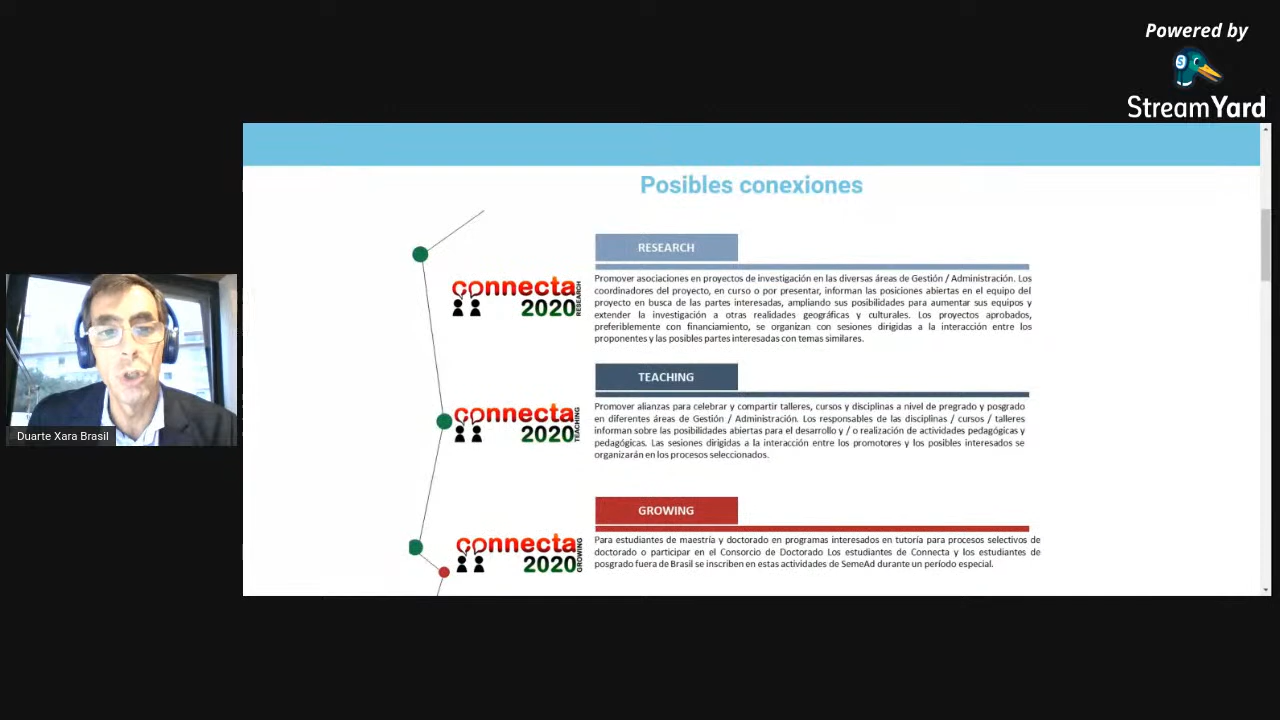 Powered by
StreamYard
Posibles conexiones
RESEARCH
connecta
2020
RESEARCH
Promover asociaciones en proyectos de investigación en las diversas áreas de Gestión / Administración. Los
coordinadores del proyecto, en curso o por presentar, informan las posiciones abiertas en el equipo del
proyecto en busca de las partes interesadas, ampliando sus posibilidades para aumentar sus equipos y
extender la investigación a otras realidades geográficas y culturales. Los proyectos aprobados,
preferiblemente con financiamiento, se organizan con sesiones dirigidas a la interacción entre los
proponentes y las posibles partes interesadas con temas similares.
TEACHING
connecta
2020
TEACHING
Promover alianzas para celebrar y compartir talleres, cursos y disciplinas a nivel de pregrado y posgrado
en diferentes áreas de Gestión / Administración. Los responsables de las disciplinas / cursos / talleres
informan sobre las posibilidades abiertas para el desarrollo y / o realización de actividades pedagógicas y
pedagógicas. Las sesiones dirigidas a la interacción entre los promotores y los posibles interesados se
organizarán en los procesos seleccionados.
GROWING
connecta
2020
GROWING
Para estudiantes de maestría y doctorado en programas interesados en tutoría para procesos selectivos de
doctorado o participar en el Consorcio de Doctorado Los estudiantes de Connecta y los estudiantes de
posgrado fuera de Brasil se inscriben en estas actividades de SemeAd durante un período especial.
Duarte Xara Brasil